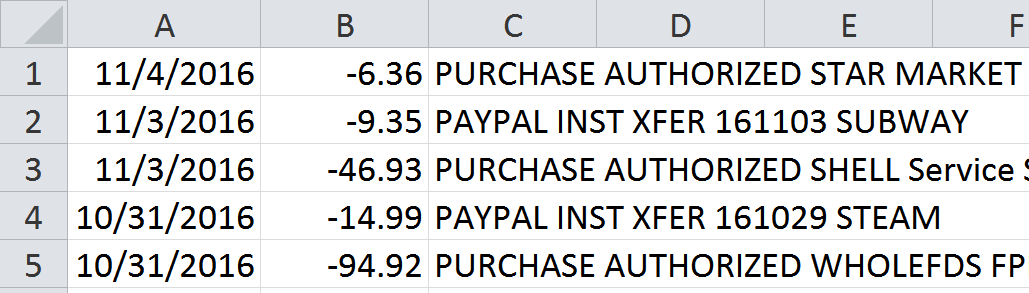 A B C D E F
1 11/4/2016 -6.36 PURCHASE AUTHORIZED STAR MARKET
2 11/3/2016 -9.35 PAYPAL INST XFER 161103 SUBWAY
3 11/3/2016 -46.93 PURCHASE AUTHORIZED SHELL Service S
4 10/31/2016 -14.99 PAYPAL INST XFER 161029 STEAM
5 10/31/2016 -94.92 PURCHASE AUTHORIZED WHOLEFDS FP